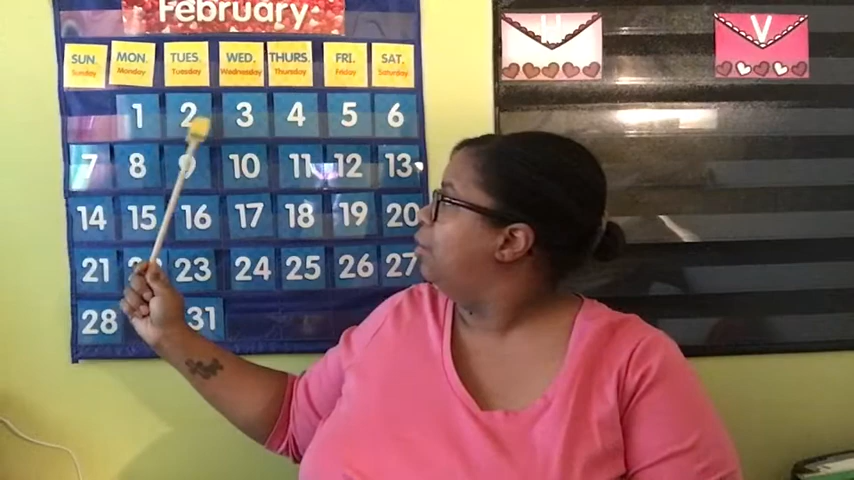 February
SUN. MON. TUES. WED. THURS. FRI. SAT.
Sunday Monday Tuesday Wednesday Thursday Friday Saturday
1 2 3 4 5 6
7 8 9 10 11 12 13
14 15 16 17 18 19 20
21 23 24 25 26 27
28 31
U V